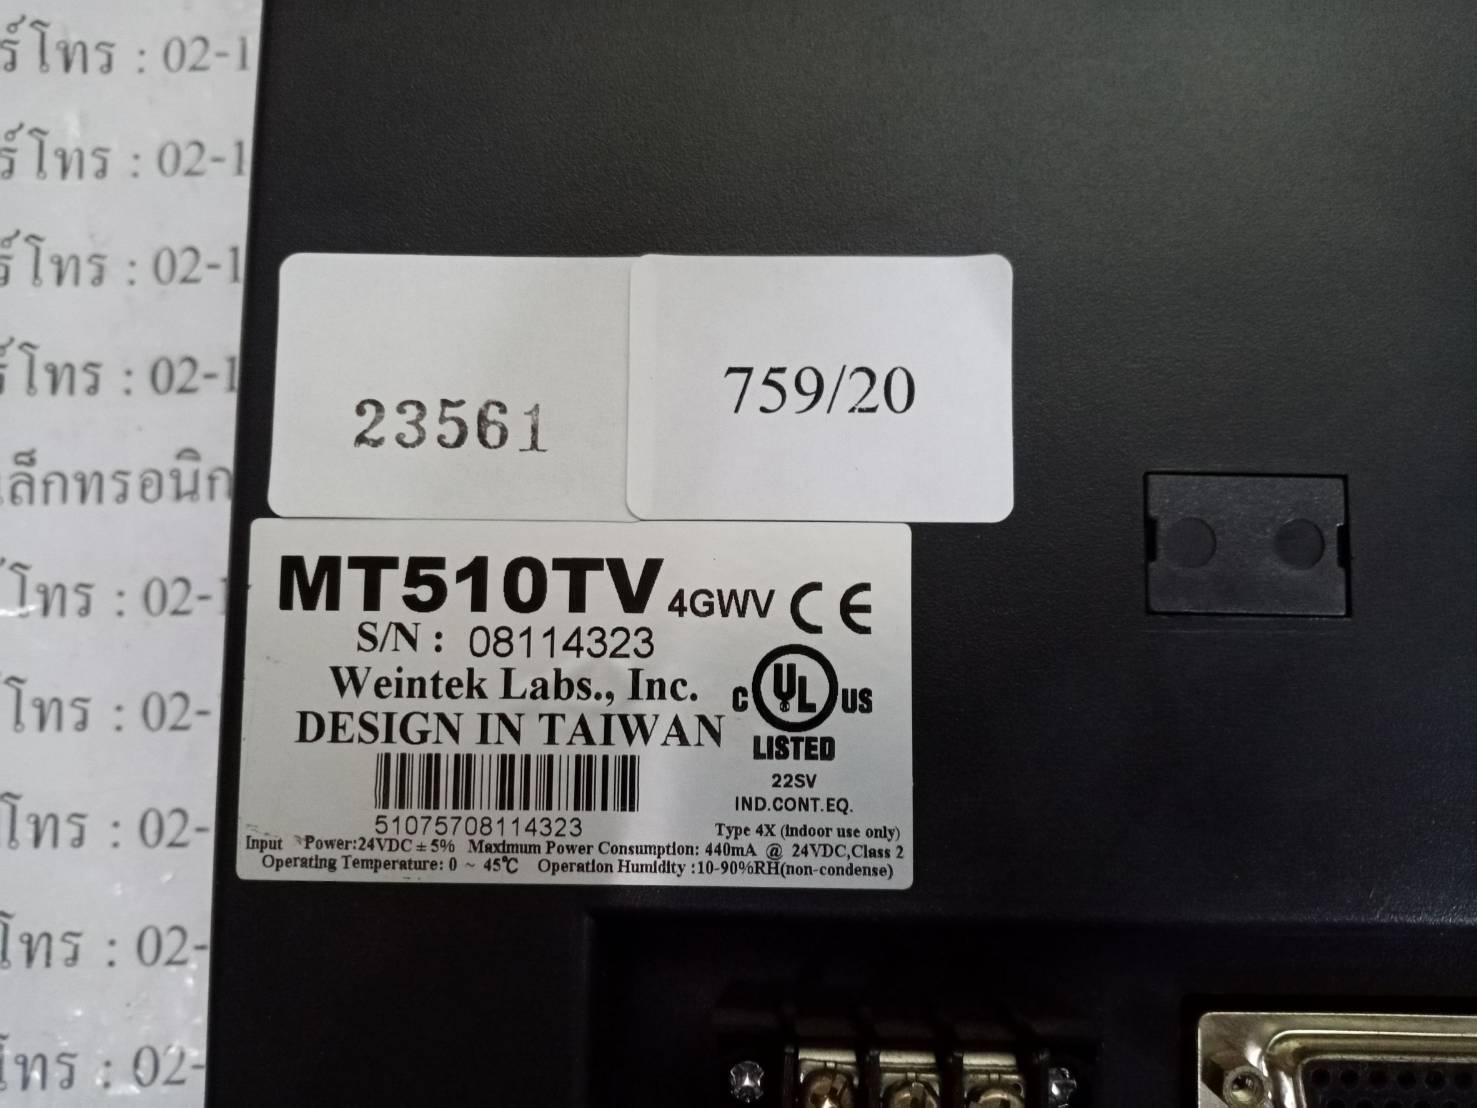 ร์ โทร : 02-1
ร์ โทร : 02-1
ร์ โทร : 02-1
ร์ โทร : 02-1
เล็กทรอนิก
โทร : 02-1
โทร : 02-
โทร : 02-
โทร : 02-
โทร : 02-
23561
759/20
MT510TV 4GWV CE
S/N : 08114323
Weintek Labs., Inc.
DESIGN IN TAIWAN
C UL US
LISTED
22SV
IND.CONT.EQ.
51075708114323
Type 4X (Indoor use only)
Input Power:24VDC ± 5% Maximum Power Consumption: 440mA @ 24VDC,Class 2
Operating Temperature: 0 ~ 45℃ Operation Humidity :10-90%RH(non-condense)